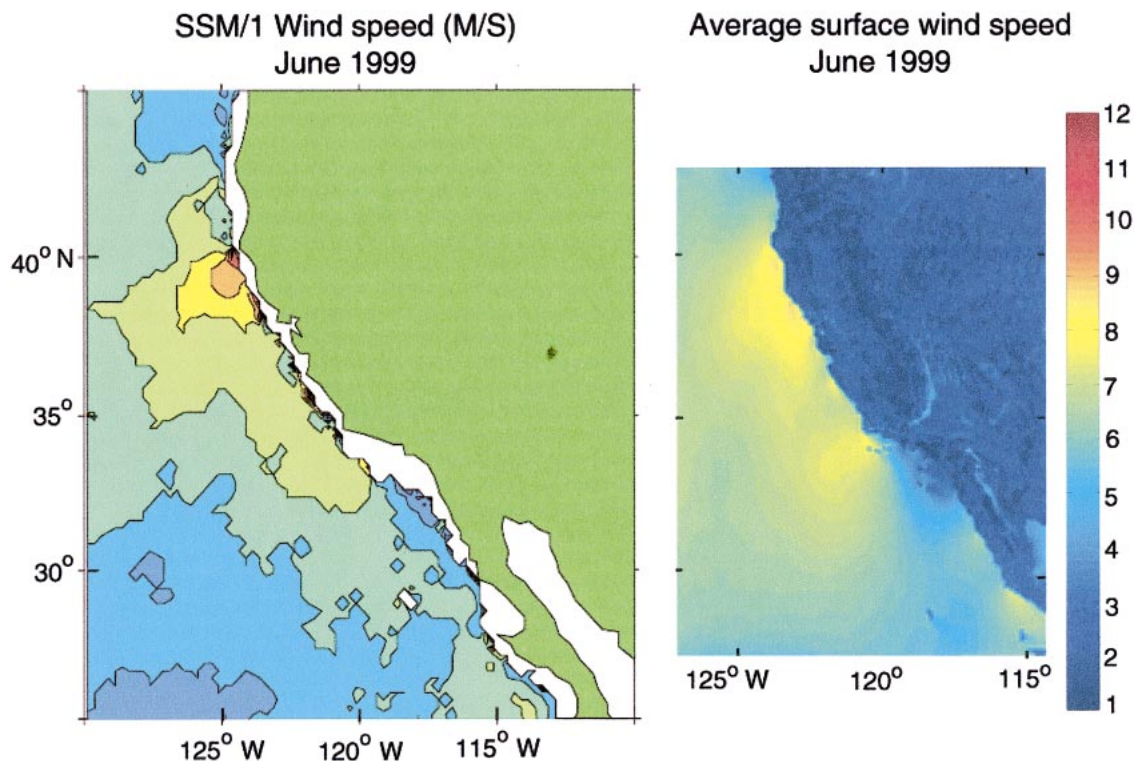 SSM/1 Wind speed (M/S)
June 1999
Average surface wind speed
June 1999
40° N
35°
30°
125° W
120° W
115° W
125° W
120°
115°
12
11
10
9
8
7
6
5
4
3
2
1